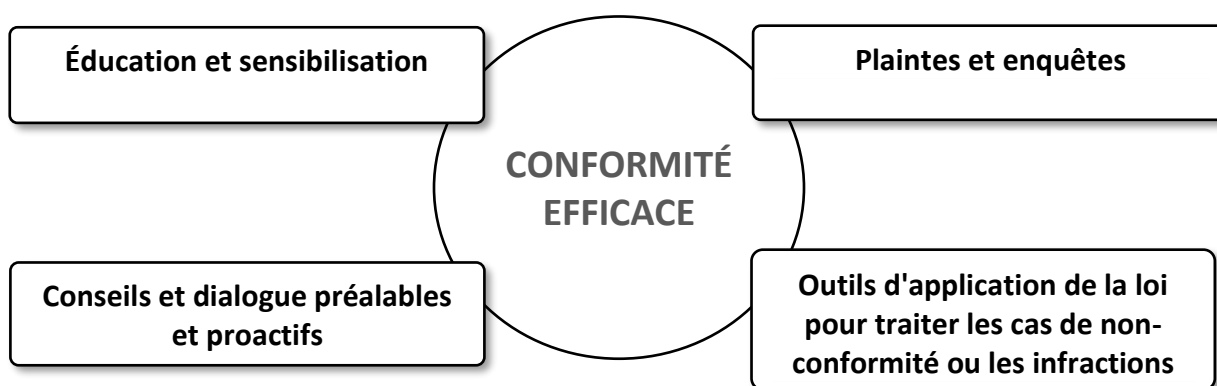 Éducation et sensibilisation
Plaintes et enquêtes
CONFORMITÉ
EFFICACE
Conseils et dialogue préalables
et proactifs
Outils d'application de la loi
pour traiter les cas de non-
conformité ou les infractions